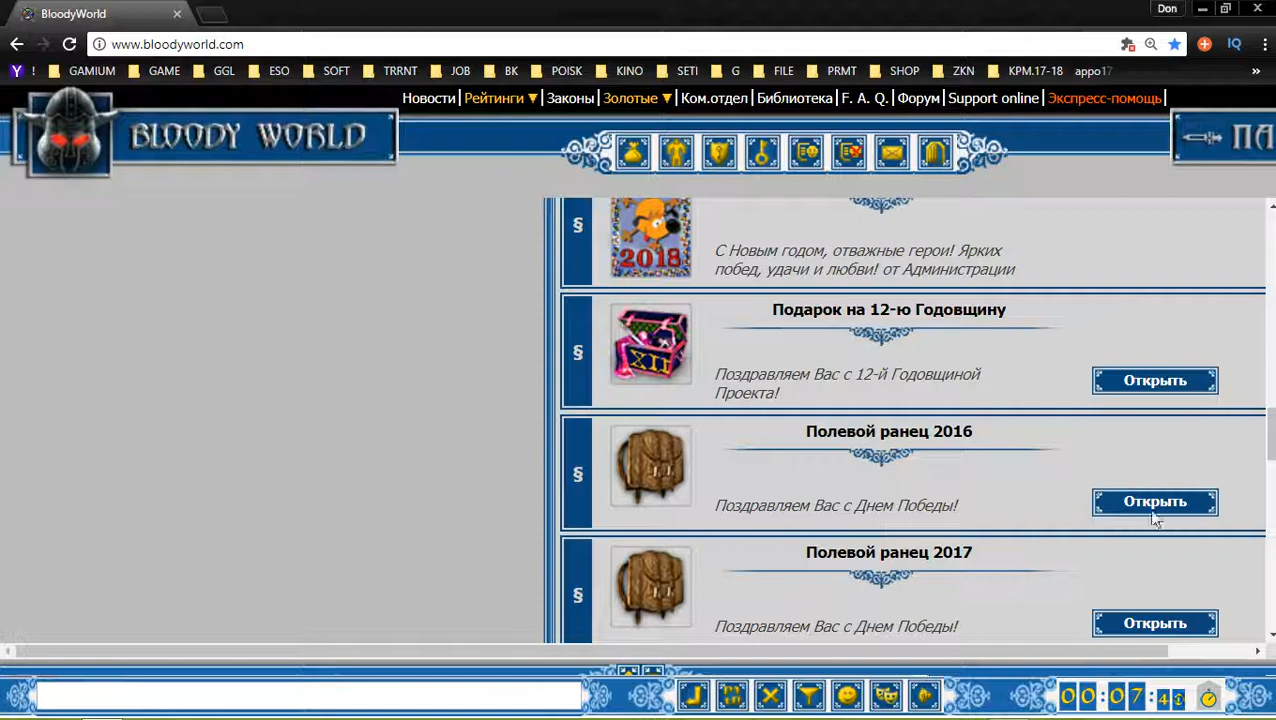 BloodyWorld
Don
www.bloodyworld.com
! GAMIUM GAME GGL ESO SOFT TRRNT JOB BK POISK KINO SETI G FILE PRMT SHOP ZKN KPM.17-18 appo17 »
Новости | Рейтинги ▼ | Законы | Золотые ▼ | Ком.отдел | Библиотека | F. A. Q. | Форум | Support online | Экспресс-помощь |
BLOODY WORLD
ПА
§
2018
С Новым годом, отважные герои! Ярких
побед, удачи и любви! от Администрации
Подарок на 12-ю Годовщину
§
XII
Поздравляем Вас с 12-й Годовщиной
Проекта!
Открыть
Полевой ранец 2016
§
Поздравляем Вас с Днем Победы!
Открыть
Полевой ранец 2017
§
Поздравляем Вас с Днем Победы!
Открыть